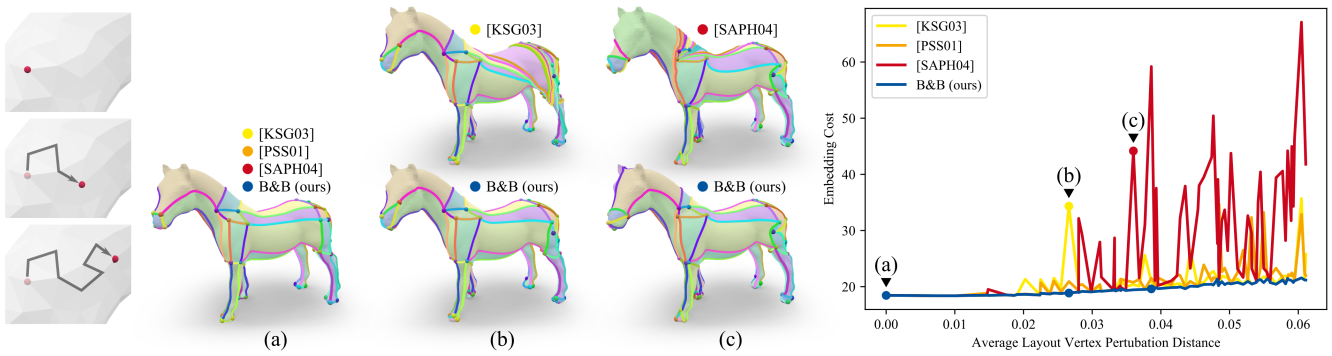 [KSG03]
[PSS01]
[SAPH04]
B&B (ours)
(a)
[KSG03]
B&B (ours)
(b)
[SAPH04]
B&B (ours)
(c)
[KSG03]
[PSS01]
[SAPH04]
B&B (ours)
Embedding Cost
60
50
40
30
20
(a)
(b)
(c)
0.00 0.01 0.02 0.03 0.04 0.05 0.06
Average Layout Vertex Pertubation Distance